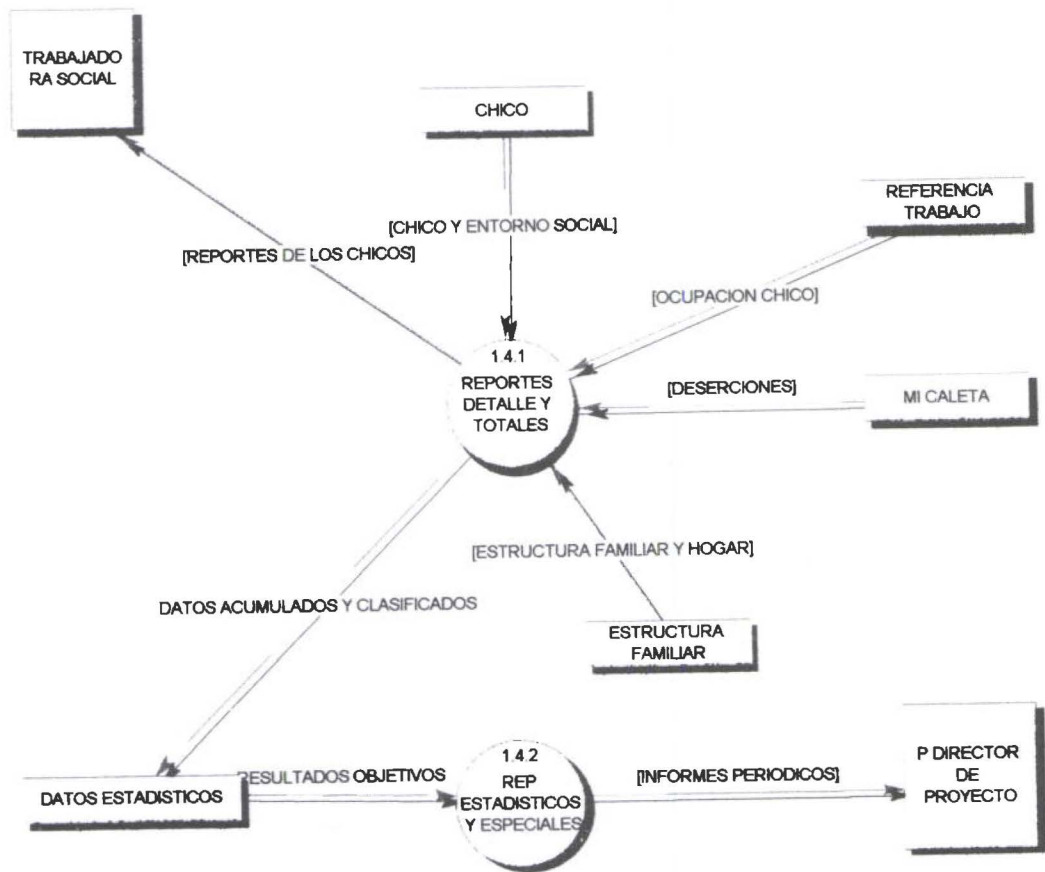 TRABAJADO
RA SOCIAL
CHICO
REFERENCIA
TRABAJO
[CHICO Y ENTORNO SOCIAL]
[REPORTES DE LOS CHICOS]
[OCUPACION CHICO]
1.4.1
REPORTES
DETALLE Y
TOTALES
[DESERCIONES]
MI CALETA
[ESTRUCTURA FAMILIAR Y HOGAR]
DATOS ACUMULADOS Y CLASIFICADOS
ESTRUCTURA
FAMILIAR
DATOS ESTADISTICOS
RESULTADOS OBJETIVOS
1.4.2
REP
ESTADISTICOS
Y ESPECIALES
[INFORMES PERIODICOS]
P DIRECTOR
DE
PROYECTO